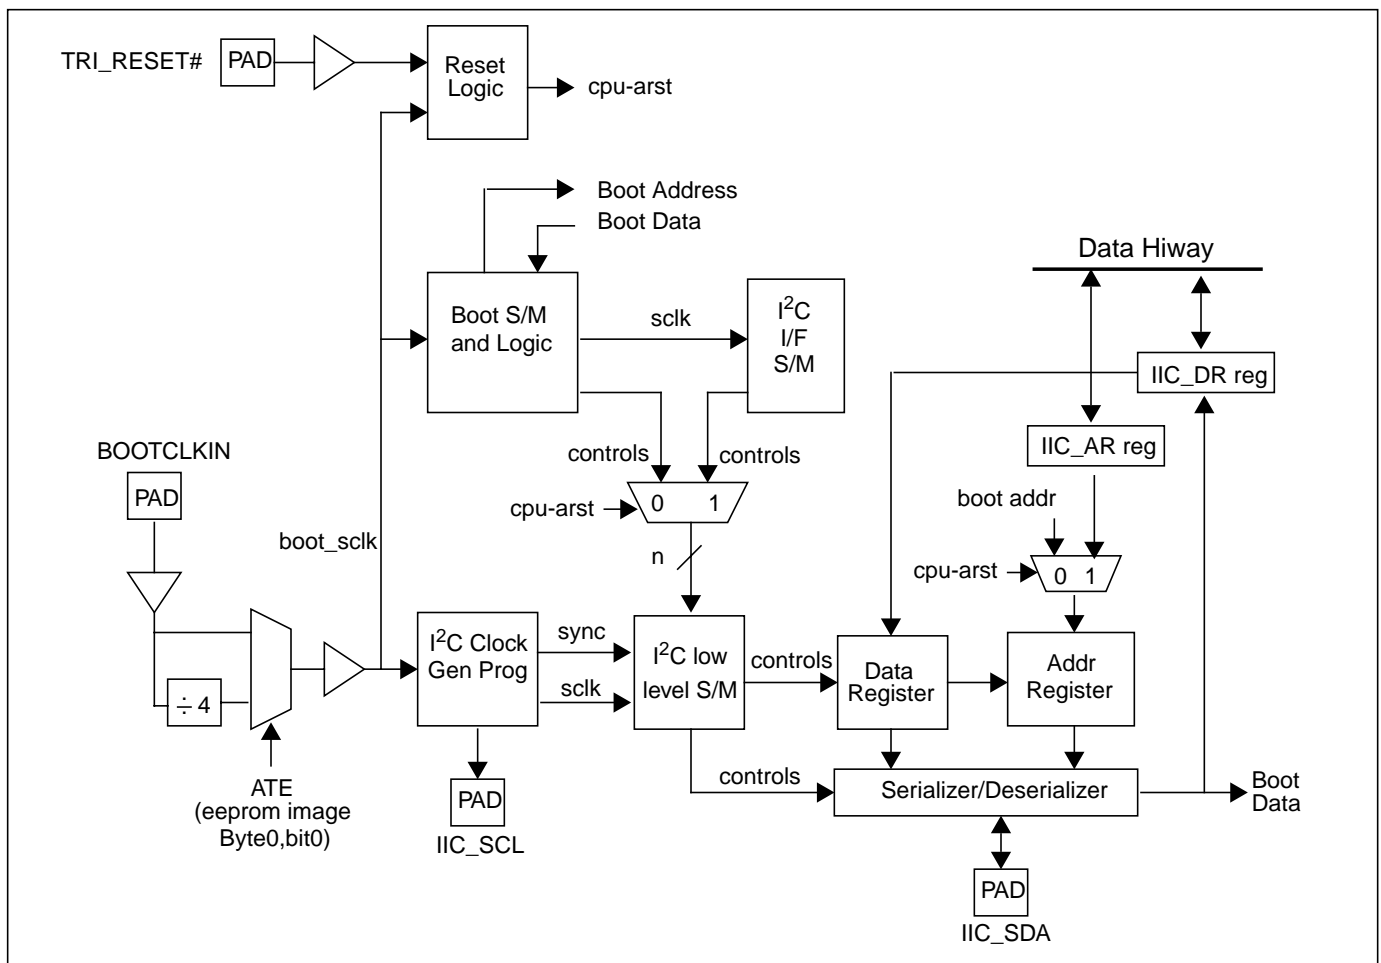 TRI_RESET#
PAD
Reset
Logic
cpu-arst
Boot Address
Boot Data
Data Hiway
Boot S/M
and Logic
sclk
I²C
I/F
S/M
IIC_DR reg
IIC_AR reg
BOOTCLKIN
PAD
controls
controls
cpu-arst
0
1
boot addr
n
boot_sclk
cpu-arst
0
1
I²C Clock
Gen Prog
sync
sclk
I²C low
level S/M
controls
Data
Register
Addr
Register
÷ 4
ATE
(eeprom image
Byte0,bit0)
PAD
IIC_SCL
controls
Serializer/Deserializer
Boot
Data
PAD
IIC_SDA